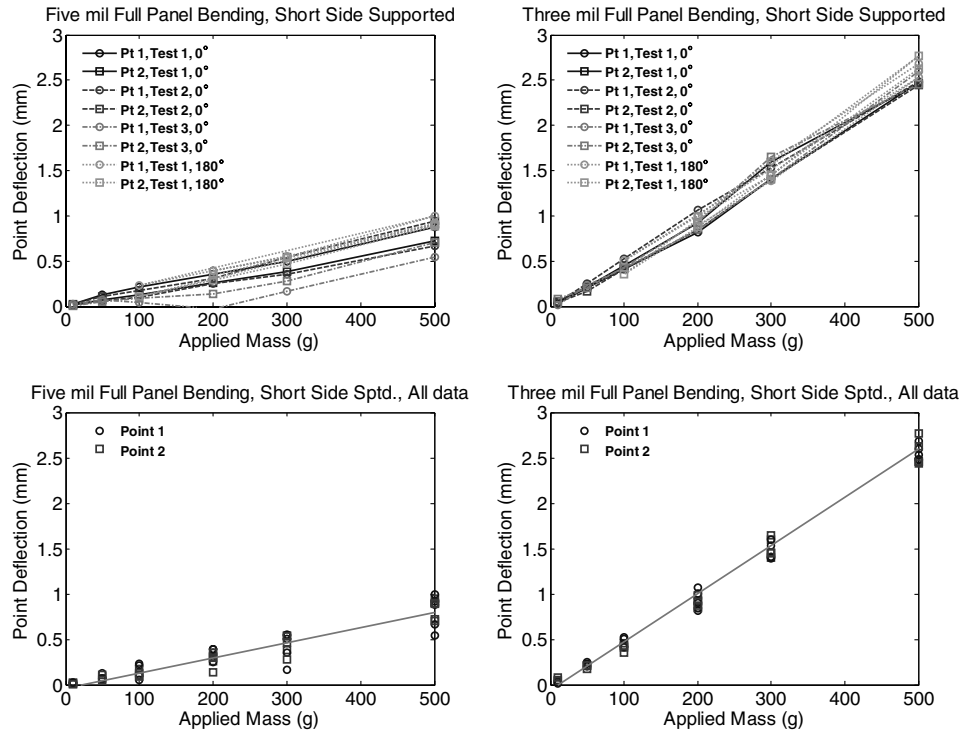 Five mil Full Panel Bending, Short Side Supported
3
2.5
2
1.5
1
0.5
0
Point Deflection (mm)
Pt 1,Test 1, 0°
Pt 2,Test 1, 0°
Pt 1,Test 2, 0°
Pt 2,Test 2, 0°
Pt 1,Test 3, 0°
Pt 2,Test 3, 0°
Pt 1,Test 1, 180°
Pt 2,Test 1, 180°
0 100 200 300 400 500
Applied Mass (g)
Three mil Full Panel Bending, Short Side Supported
3
2.5
2
1.5
1
0.5
0
Point Deflection (mm)
Pt 1,Test 1, 0°
Pt 2,Test 1, 0°
Pt 1,Test 2, 0°
Pt 2,Test 2, 0°
Pt 1,Test 3, 0°
Pt 2,Test 3, 0°
Pt 1,Test 1, 180°
Pt 2,Test 1, 180°
0 100 200 300 400 500
Applied Mass (g)
Five mil Full Panel Bending, Short Side Sptd., All data
3
2.5
2
1.5
1
0.5
0
Point Deflection (mm)
Point 1
Point 2
0 100 200 300 400 500
Applied Mass (g)
Three mil Full Panel Bending, Short Side Sptd., All data
3
2.5
2
1.5
1
0.5
0
Point Deflection (mm)
Point 1
Point 2
0 100 200 300 400 500
Applied Mass (g)